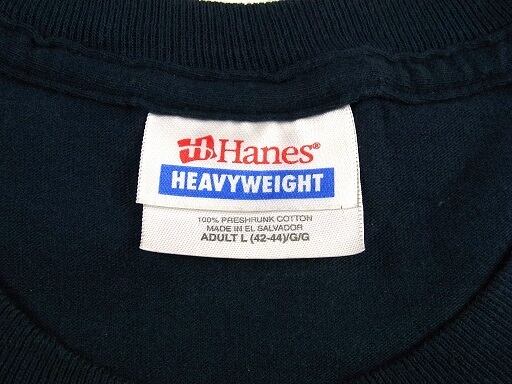 Hanes®
HEAVYWEIGHT
100% PRESHRUNK COTTON
MADE IN EL SALVADOR
ADULT L (42-44)/G/G